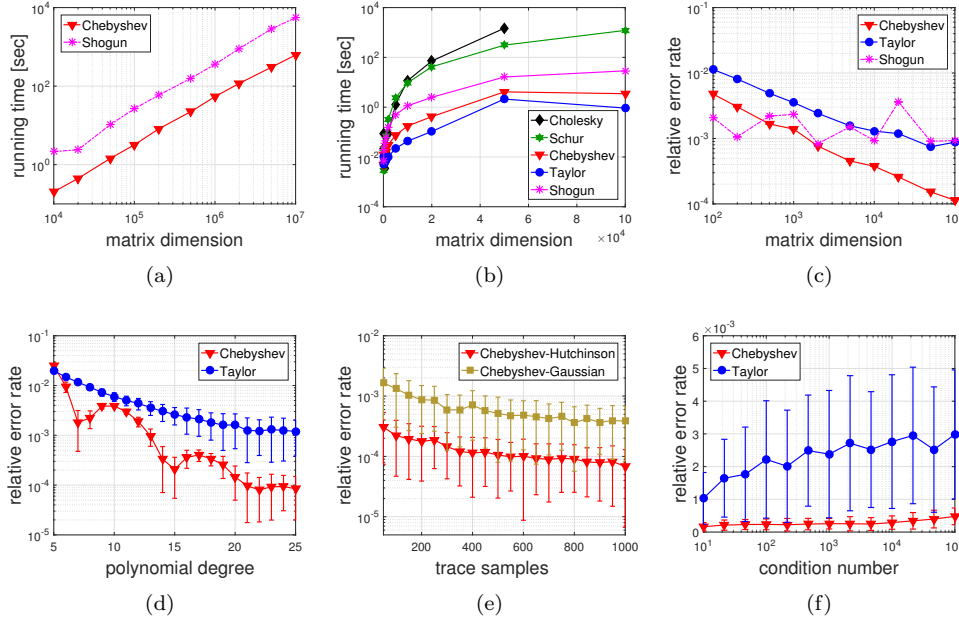 10^4
10^2
10^0
running time [sec]
Chebyshev
Shogun
10^4 10^5 10^6 10^7
matrix dimension
(a)
10^4
10^2
10^0
10^-2
10^-4
running time [sec]
Cholesky
Schur
Chebyshev
Taylor
Shogun
0 2 4 6 8 10
×10^4
matrix dimension
(b)
10^-1
10^-2
10^-3
10^-4
relative error rate
Chebyshev
Taylor
Shogun
10^2 10^3 10^4 10^5
matrix dimension
(c)
10^-1
10^-2
10^-3
10^-4
10^-5
relative error rate
Chebyshev
Taylor
5 10 15 20 25
polynomial degree
(d)
10^-2
10^-3
10^-4
10^-5
relative error rate
Chebyshev-Hutchinson
Chebyshev-Gaussian
200 400 600 800 1000
trace samples
(e)
×10^-3
6
5
4
3
2
1
0
relative error rate
Chebyshev
Taylor
10^1 10^2 10^3 10^4 10^5
condition number
(f)